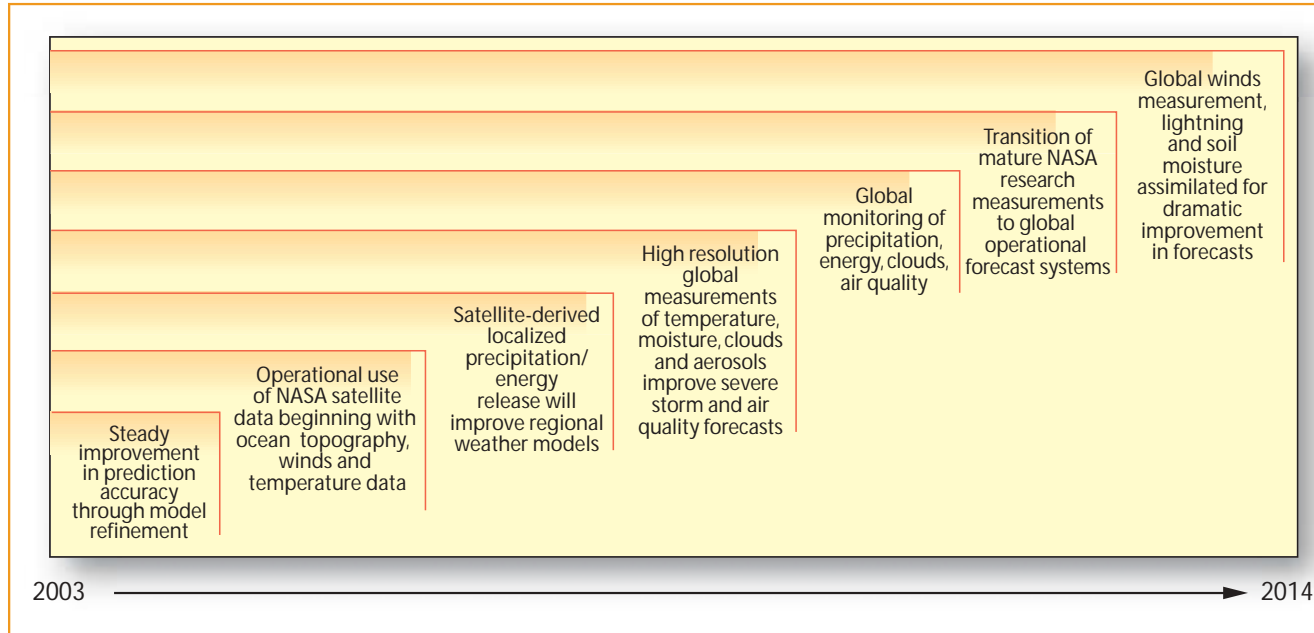 Steady
improvement
in prediction
accuracy
through model
refinement
Operational use
of NASA satellite
data beginning with
ocean topography,
winds and
temperature data
Satellite-derived
localized
precipitation/
energy
release will
improve regional
weather models
High resolution
global
measurements
of temperature,
moisture, clouds
and aerosols
improve severe
storm and air
quality forecasts
Global
monitoring of
precipitation,
energy, clouds,
air quality
Transition of
mature NASA
research
measurements
to global
operational
forecast systems
Global winds
measurement,
lightning
and soil
moisture
assimilated for
dramatic
improvement
in forecasts
2003
2014